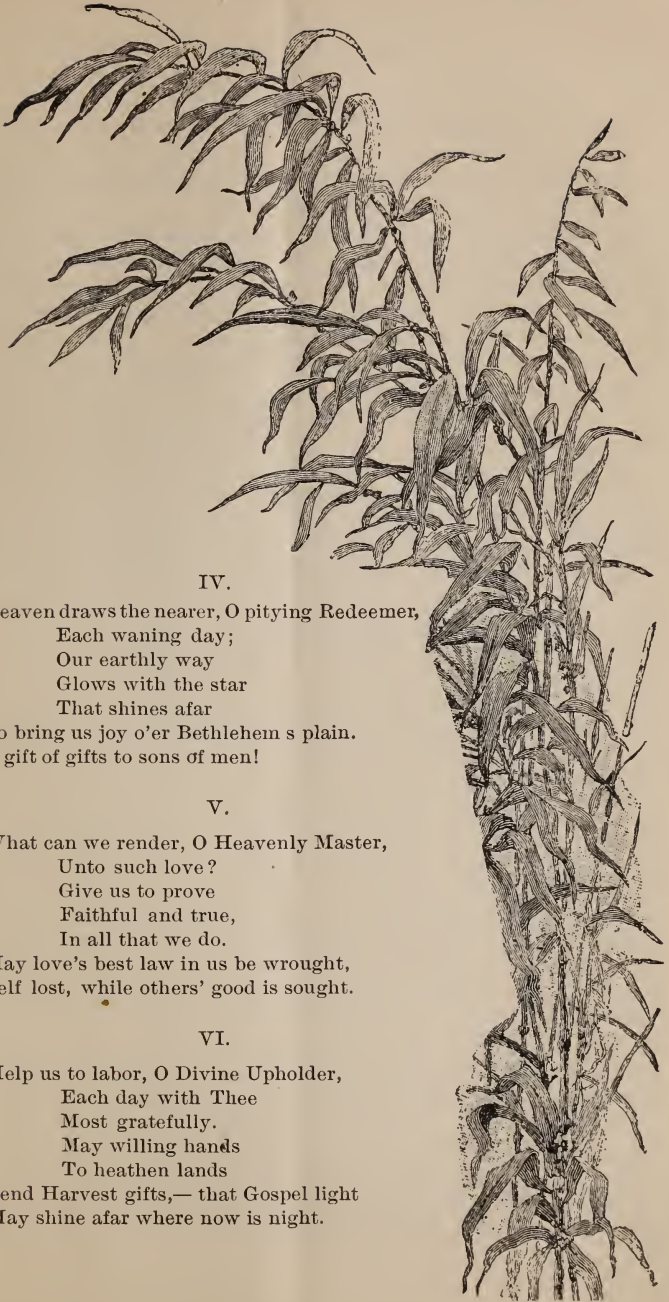 IV.
eaven draws the nearer, O pitying Redeemer,
Each waning day;
Our earthly way
Glows with the star
That shines afar
o bring us joy o'er Bethlehem s plain.
gift of gifts to sons of men!
V.
hat can we render, O Heavenly Master,
Unto such love?
Give us to prove
Faithful and true,
In all that we do.
ay love's best law in us be wrought,
elf lost, while others' good is sought.
VI.
elp us to labor, O Divine Upholder,
Each day with Thee
Most gratefully.
May willing hands
To heathen lands
end Harvest gifts,— that Gospel light
ay shine afar where now is night.